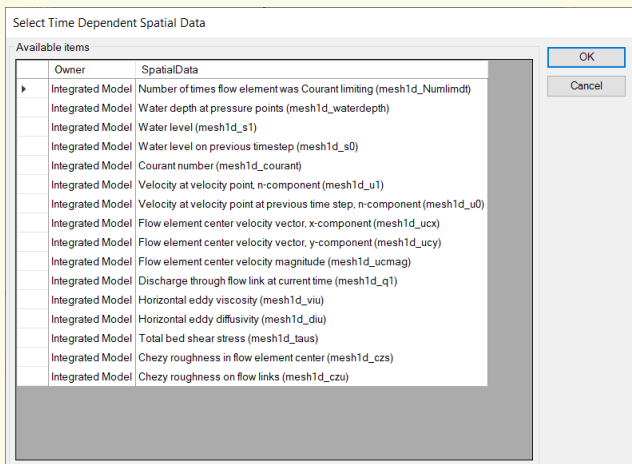 Select Time Dependent Spatial Data
Available items
OK
Cancel
Owner SpatialData
Integrated Model Number of times flow element was Courant limiting (mesh1d_Numlimdt)
Integrated Model Water depth at pressure points (mesh1d_waterdepth)
Integrated Model Water level (mesh1d_s1)
Integrated Model Water level on previous timestep (mesh1d_s0)
Integrated Model Courant number (mesh1d_courant)
Integrated Model Velocity at velocity point, n-component (mesh1d_u1)
Integrated Model Velocity at velocity point at previous time step, n-component (mesh1d_u0)
Integrated Model Flow element center velocity vector, x-component (mesh1d_ucx)
Integrated Model Flow element center velocity vector, y-component (mesh1d_ucy)
Integrated Model Flow element center velocity magnitude (mesh1d_ucmag)
Integrated Model Discharge through flow link at current time (mesh1d_q1)
Integrated Model Horizontal eddy viscosity (mesh1d_viu)
Integrated Model Horizontal eddy diffusivity (mesh1d_diu)
Integrated Model Total bed shear stress (mesh1d_taus)
Integrated Model Chezy roughness in flow element center (mesh1d_czs)
Integrated Model Chezy roughness on flow links (mesh1d_czu)